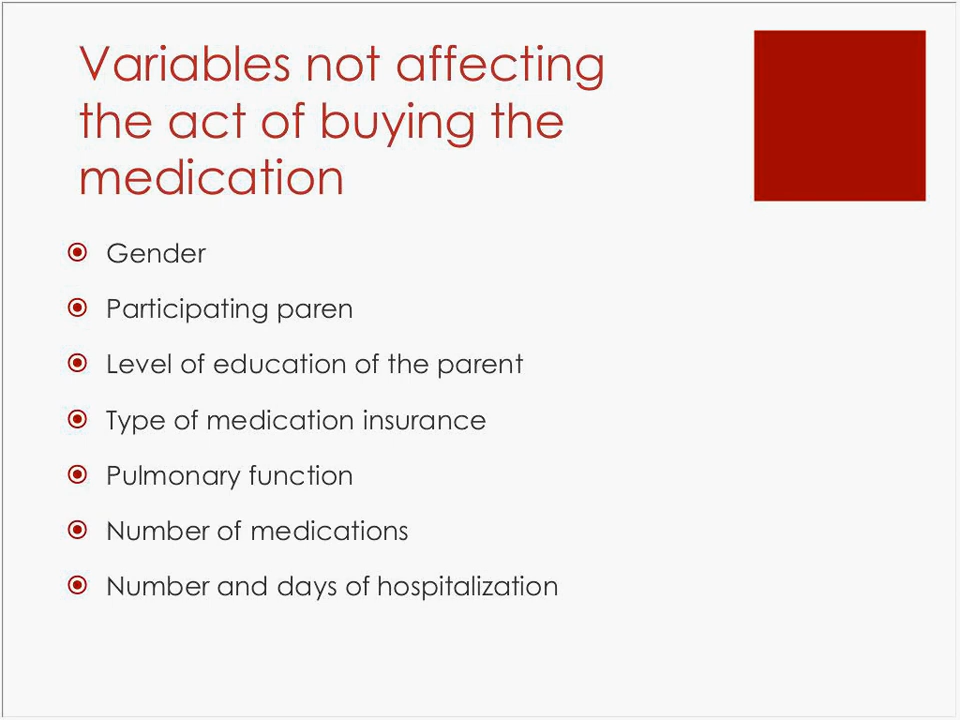 Variables not affecting
the act of buying the
medication
Gender
Participating paren
Level of education of the parent
Type of medication insurance
Pulmonary function
Number of medications
Number and days of hospitalization